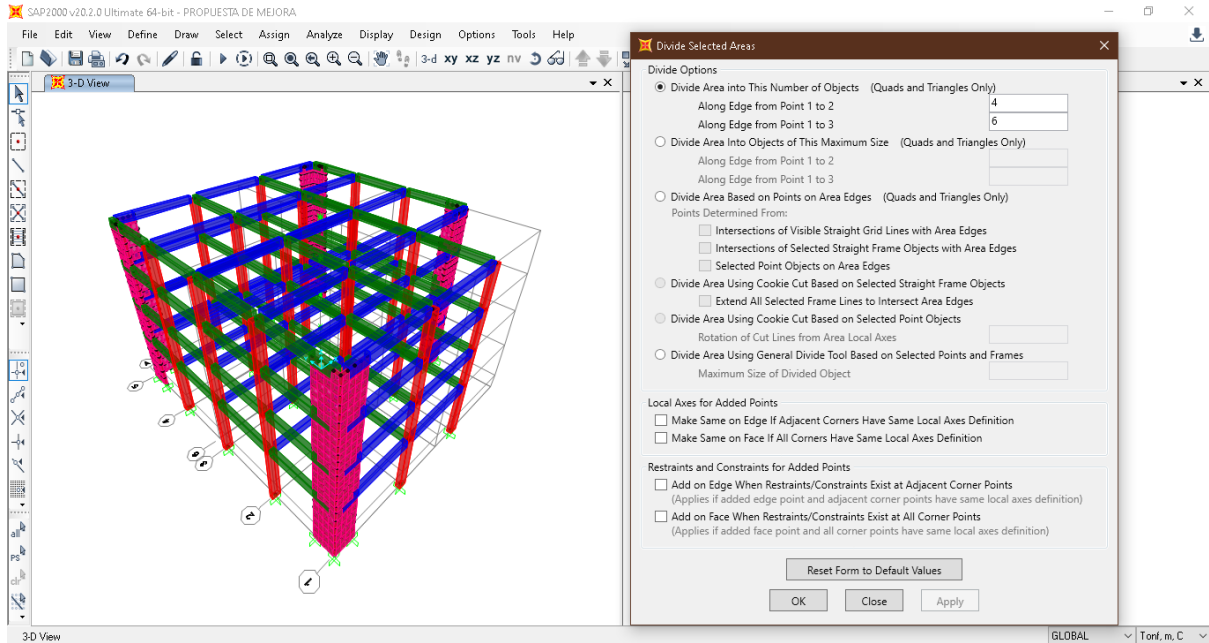 SAP2000 v20.2.0 Ultimate 64-bit - PROPUESTA DE MEJORA
File Edit View Define Draw Select Assign Analyze Display Design Options Tools Help
3-d xy xz yz nv
3-D View
all
PS
clr
Divide Selected Areas
Divide Options
Divide Area into This Number of Objects (Quads and Triangles Only)
Along Edge from Point 1 to 2 4
Along Edge from Point 1 to 3 6
Divide Area Into Objects of This Maximum Size (Quads and Triangles Only)
Along Edge from Point 1 to 2
Along Edge from Point 1 to 3
Divide Area Based on Points on Area Edges (Quads and Triangles Only)
Points Determined From:
Intersections of Visible Straight Grid Lines with Area Edges
Intersections of Selected Straight Frame Objects with Area Edges
Selected Point Objects on Area Edges
Divide Area Using Cookie Cut Based on Selected Straight Frame Objects
Extend All Selected Frame Lines to Intersect Area Edges
Divide Area Using Cookie Cut Based on Selected Point Objects
Rotation of Cut Lines from Area Local Axes
Divide Area Using General Divide Tool Based on Selected Points and Frames
Maximum Size of Divided Object
Local Axes for Added Points
Make Same on Edge If Adjacent Corners Have Same Local Axes Definition
Make Same on Face If All Corners Have Same Local Axes Definition
Restraints and Constraints for Added Points
Add on Edge When Restraints/Constraints Exist at Adjacent Corner Points
(Applies if added edge point and adjacent corner points have same local axes definition)
Add on Face When Restraints/Constraints Exist at All Corner Points
(Applies if added face point and all corner points have same local axes definition)
Reset Form to Default Values
OK Close Apply
3-D View GLOBAL Tonf, m, C